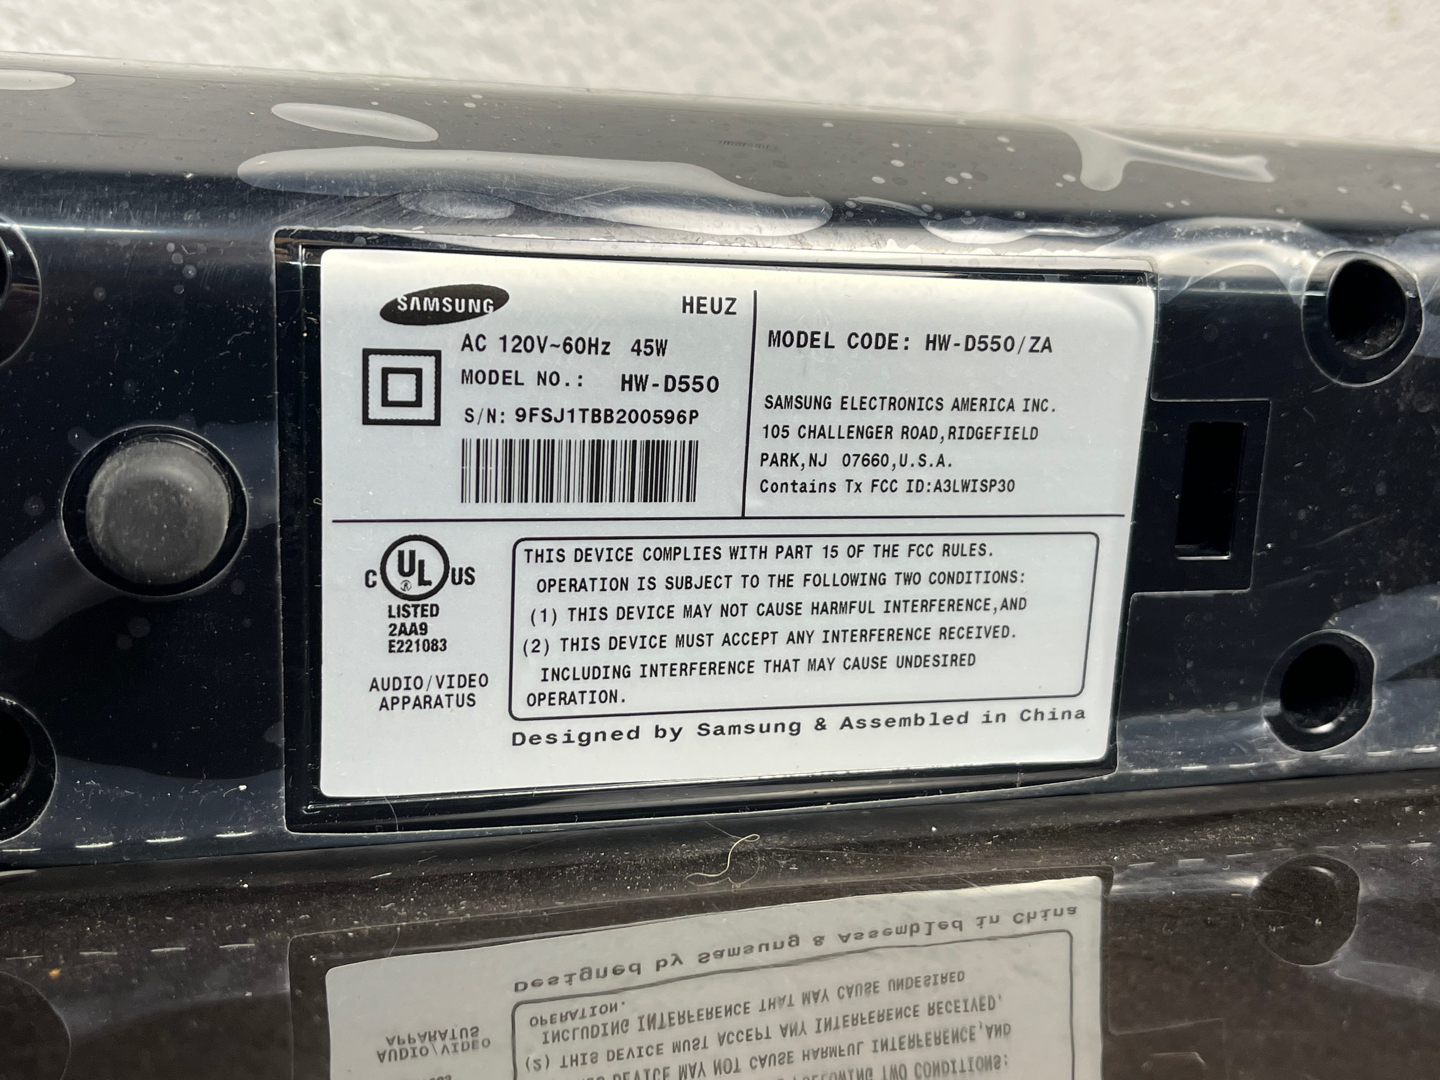 SAMSUNG
HEUZ
AC 120V~60Hz 45W
MODEL NO.: HW-D550
S/N: 9FSJ1TBB200596P
MODEL CODE: HW-D550/ZA
SAMSUNG ELECTRONICS AMERICA INC.
105 CHALLENGER ROAD,RIDGEFIELD
PARK,NJ 07660,U.S.A.
Contains Tx FCC ID:A3LWISP30
C UL US
®
LISTED
2AA9
E221083
AUDIO/VIDEO
APPARATUS
THIS DEVICE COMPLIES WITH PART 15 OF THE FCC RULES.
OPERATION IS SUBJECT TO THE FOLLOWING TWO CONDITIONS:
(1) THIS DEVICE MAY NOT CAUSE HARMFUL INTERFERENCE,AND
(2) THIS DEVICE MUST ACCEPT ANY INTERFERENCE RECEIVED.
INCLUDING INTERFERENCE THAT MAY CAUSE UNDESIRED
OPERATION.
Designed by Samsung & Assembled in China